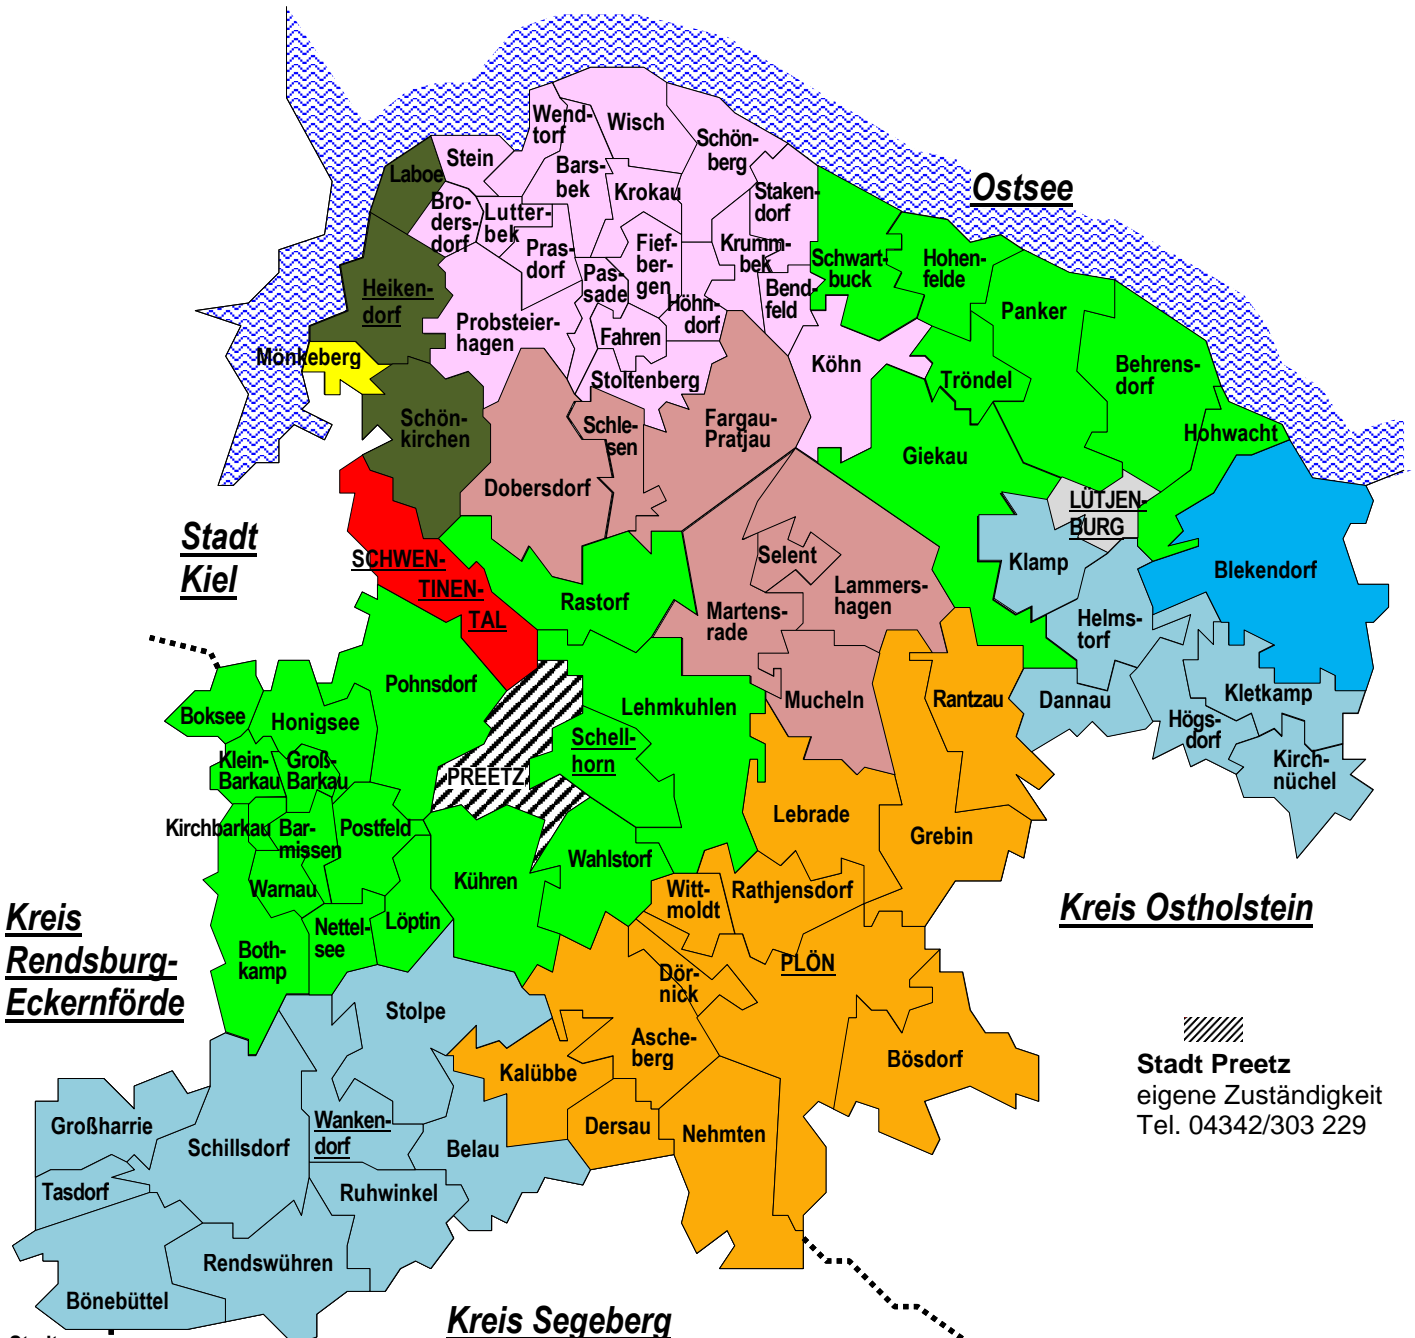 Wend-
torf
Wisch
Schön-
berg
Stein
Laboe
Bars-
bek
Krokau
Staken-
dorf
Ostsee
Bro-
ders-
dorf
Lutter-
bek
Pras-
dorf
Fief-
ber-
gen
Krumm-
bek
Schwart-
buck
Hohen-
felde
Pas-
sade
Bend-
feld
Heiken-
dorf
Höhn-
dorf
Panker
Probsteier-
hagen
Fahren
Mönkeberg
Köhn
Behrens-
dorf
Stoltenberg
Tröndel
Schön-
kirchen
Schle-
sen
Fargau-
Pratjau
Hohwacht
Giekau
Dobersdorf
LÜTJEN-
BURG
Stadt
Kiel
SCHWEN-
TINEN-
TAL
Selent
Klamp
Blekendorf
Rastorf
Lammers-
hagen
Martens-
rade
Helms-
torf
Pohnsdorf
Lehmkuhlen
Mucheln
Rantzau
Dannau
Kletkamp
Boksee
Honigsee
Schell-
horn
Högs-
dorf
Klein-
Barkau
Groß-
Barkau
PREETZ
Kirch-
nüchel
Kirchbarkau
Bar-
missen
Postfeld
Lebrade
Grebin
Wahlstorf
Warnau
Kühren
Witt-
moldt
Rathjensdorf
Kreis Ostholstein
Kreis
Rendsburg-
Eckernförde
Löptin
Nettel-
see
Both-
kamp
PLÖN
Dör-
nick
Stolpe
Asche-
berg
Bösdorf
Kalübbe
Stadt Preetz
eigene Zuständigkeit
Tel. 04342/303 229
Großharrie
Schillsdorf
Wanken-
dorf
Belau
Dersau
Nehmten
Tasdorf
Ruhwinkel
Rendswühren
Bönebüttel
Kreis Segeberg